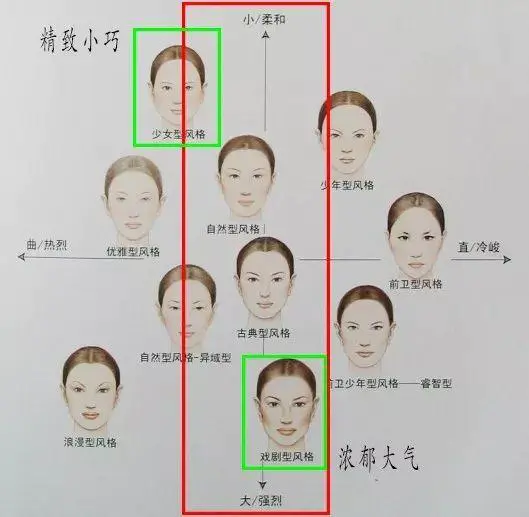 小/柔和
精致小巧
少女型风格
少年型风格
自然型风格
曲/热烈
优雅型风格
直/冷峻
前卫型风格
古典型风格
自然型风格-异域型
前卫少年型风格——睿智型
浪漫型风格
戏剧型风格
浓郁大气
大/强烈